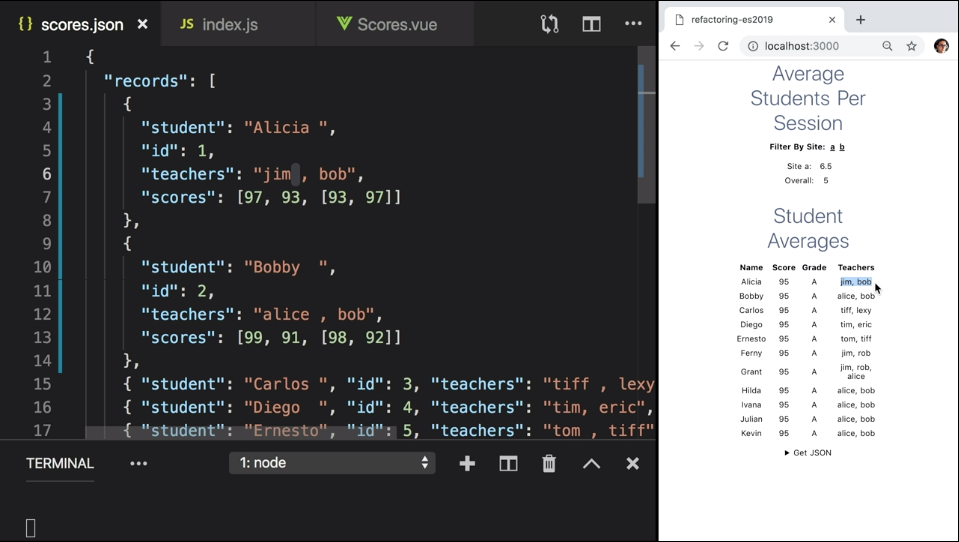 {} scores.json × JS index.js Scores.vue
1 {
2 "records": [
3 {
4 "student": "Alicia ",
5 "id": 1,
6 "teachers": "jim , bob",
7 "scores": [97, 93, [93, 97]]
8 },
9 {
10 "student": "Bobby  ",
11 "id": 2,
12 "teachers": "alice , bob",
13 "scores": [99, 91, [98, 92]]
14 },
15 { "student": "Carlos ", "id": 3, "teachers": "tiff , lexy
16 { "student": "Diego  ", "id": 4, "teachers": "tim, eric",
17 { "student": "Ernesto", "id": 5, "teachers": "tom , tiff"
TERMINAL ••• 1: node
refactoring-es2019 ×
localhost:3000
Average
Students Per
Session
Filter By Site: a b
Site a: 6.5
Overall: 5
Student
Averages
Name Score Grade Teachers
Alicia 95 A jim, bob
Bobby 95 A alice, bob
Carlos 95 A tiff, lexy
Diego 95 A tim, eric
Ernesto 95 A tom, tiff
Ferny 95 A jim, rob
Grant 95 A jim, rob,
alice
Hilda 95 A alice, bob
Ivana 95 A alice, bob
Julian 95 A alice, bob
Kevin 95 A alice, bob
▶ Get JSON